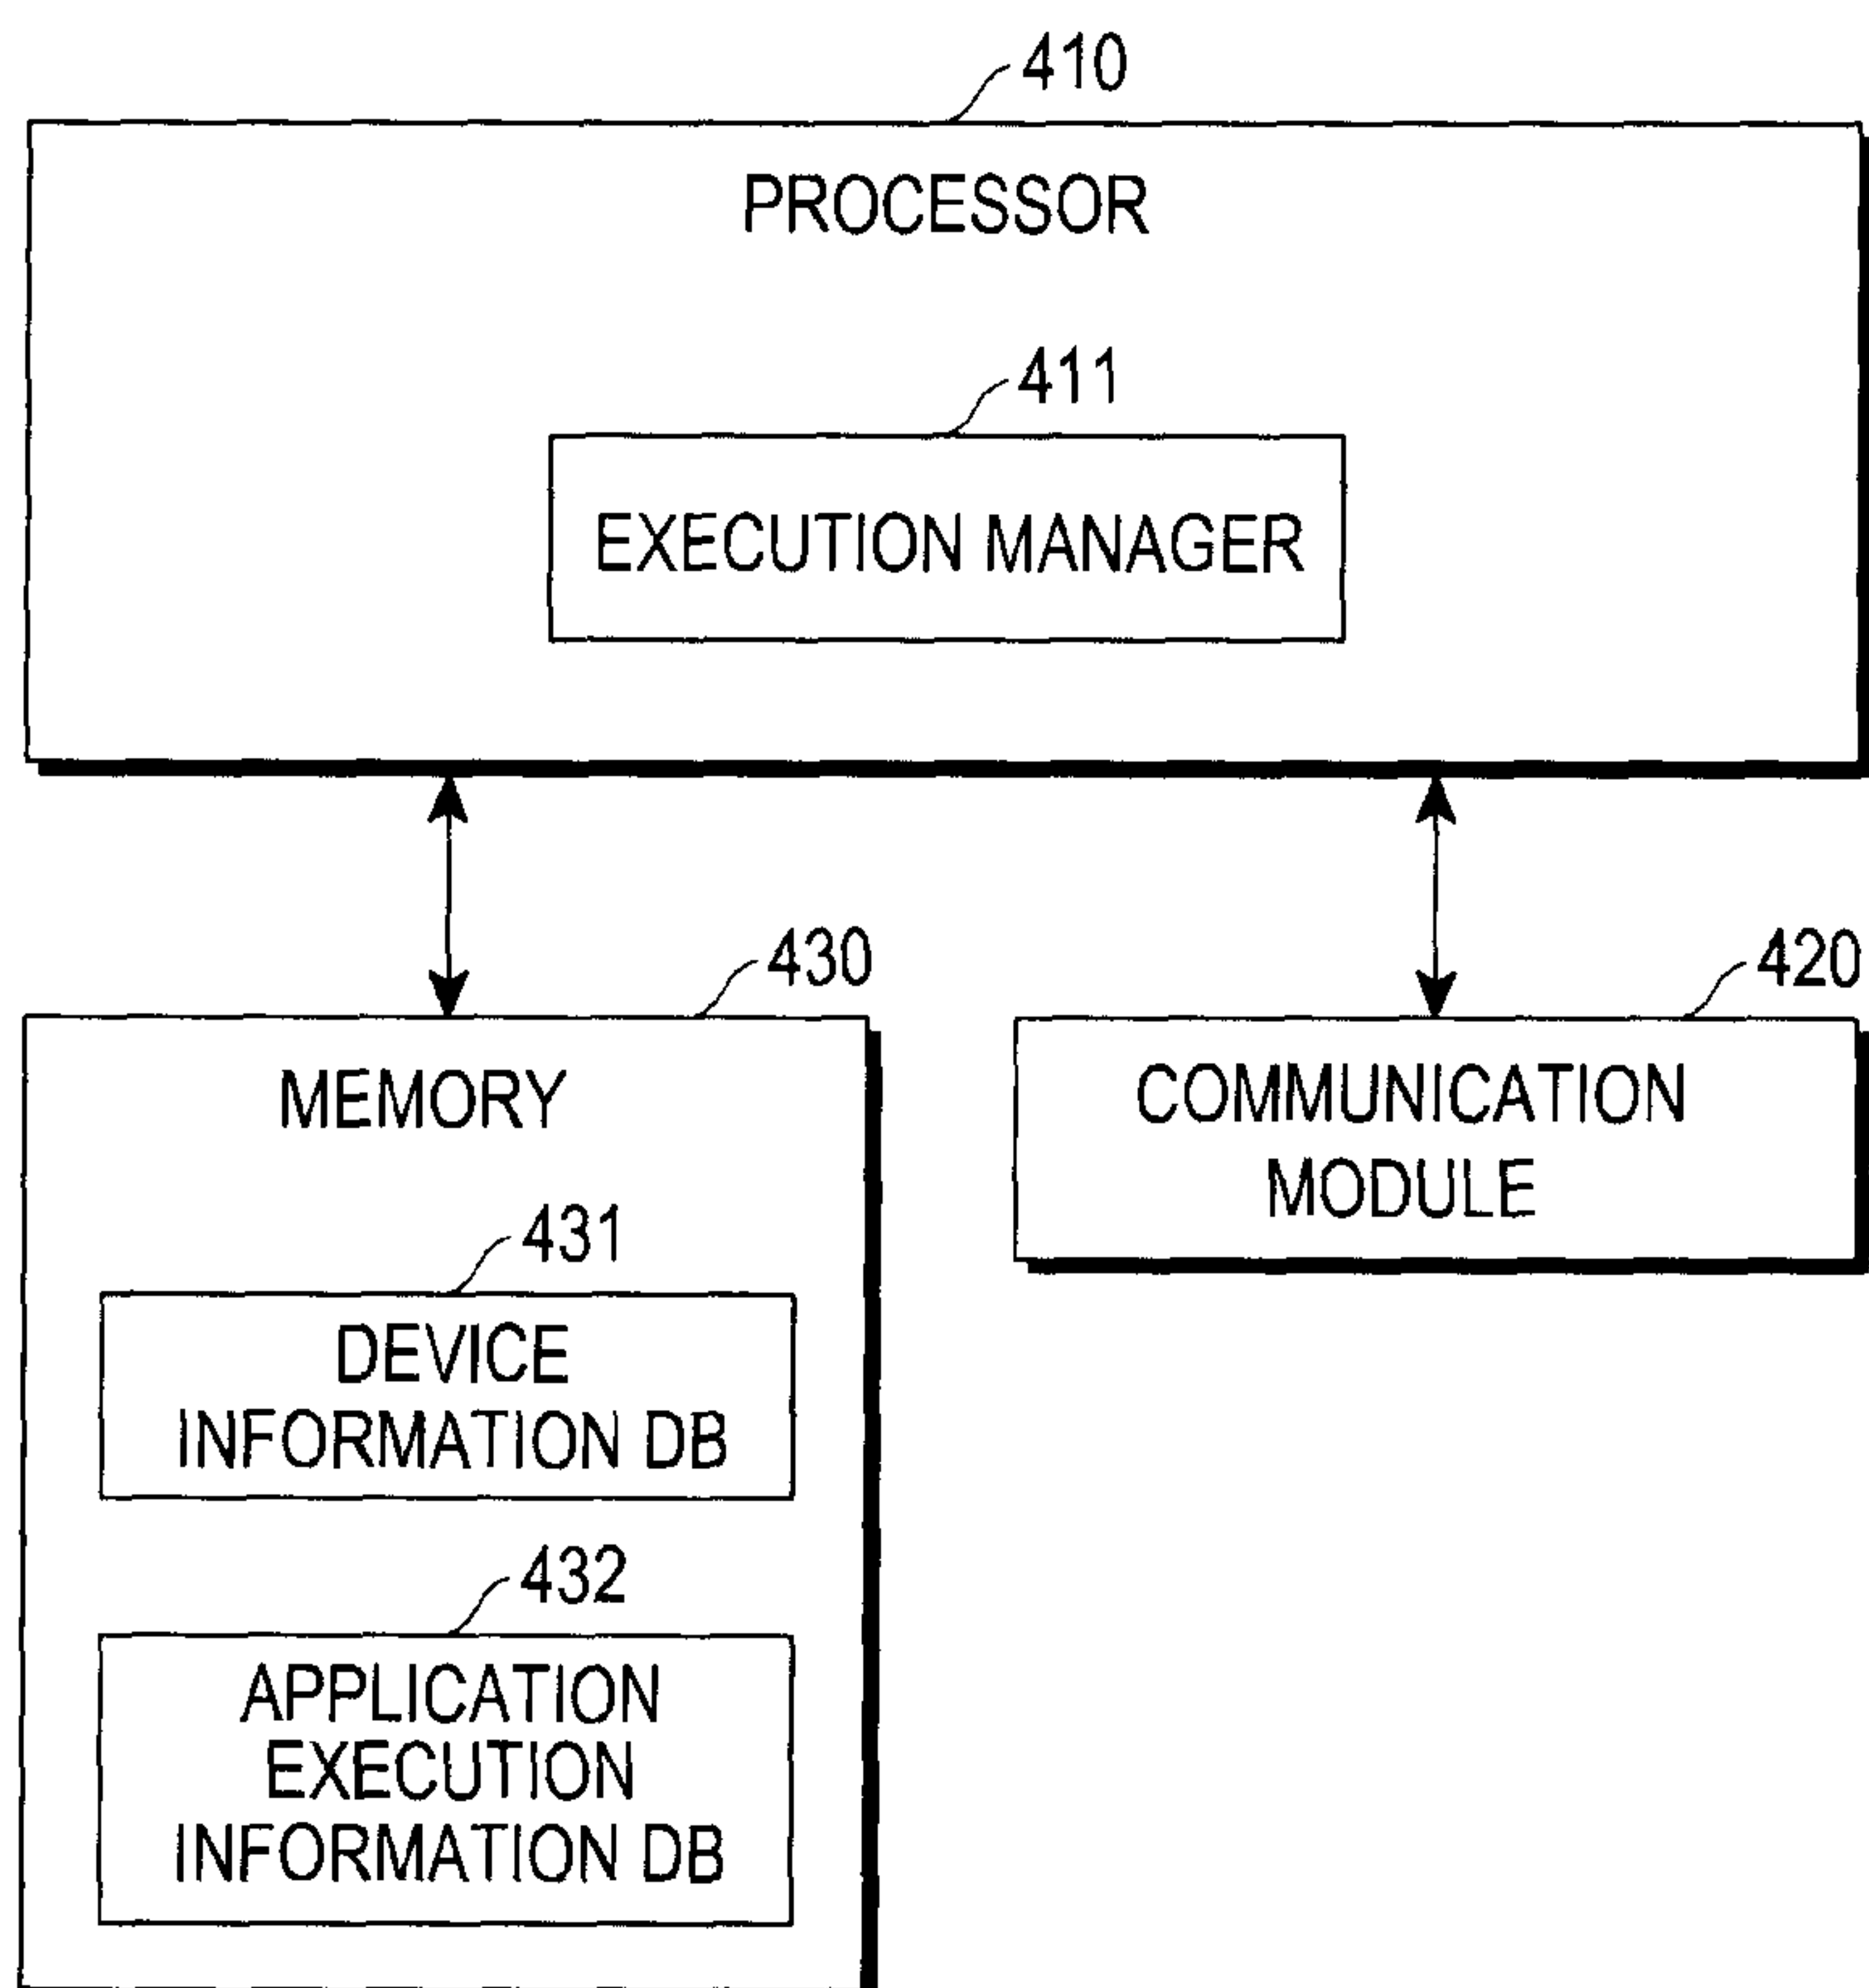 410
PROCESSOR
411
EXECUTION MANAGER
430
420
MEMORY
COMMUNICATION
MODULE
431
DEVICE
INFORMATION DB
432
APPLICATION
EXECUTION
INFORMATION DB